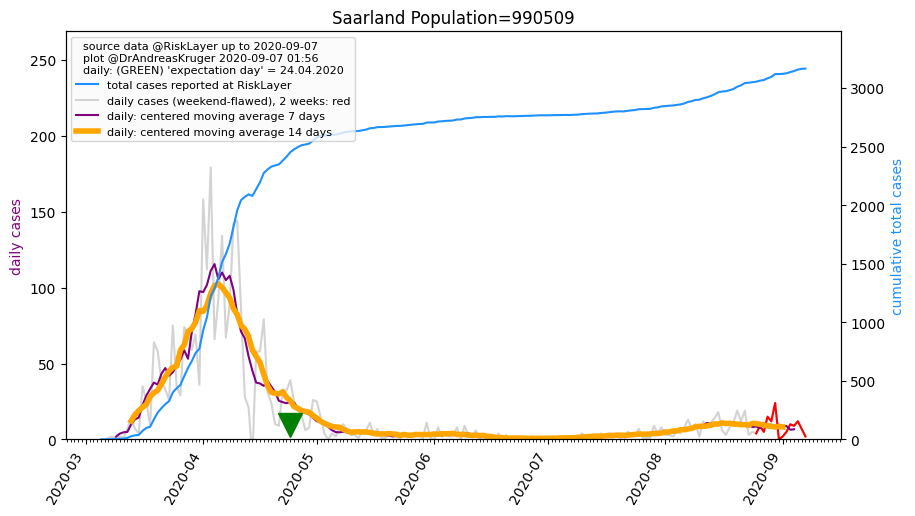 Saarland Population=990509
source data @RiskLayer up to 2020-09-07
plot @DrAndreasKruger 2020-09-07 01:56
daily: (GREEN) 'expectation day' = 24.04.2020
total cases reported at RiskLayer
daily cases (weekend-flawed), 2 weeks: red
daily: centered moving average 7 days
daily: centered moving average 14 days
daily cases
250
200
150
100
50
0
cumulative total cases
3000
2500
2000
1500
1000
500
0
2020-03
2020-04
2020-05
2020-06
2020-07
2020-08
2020-09